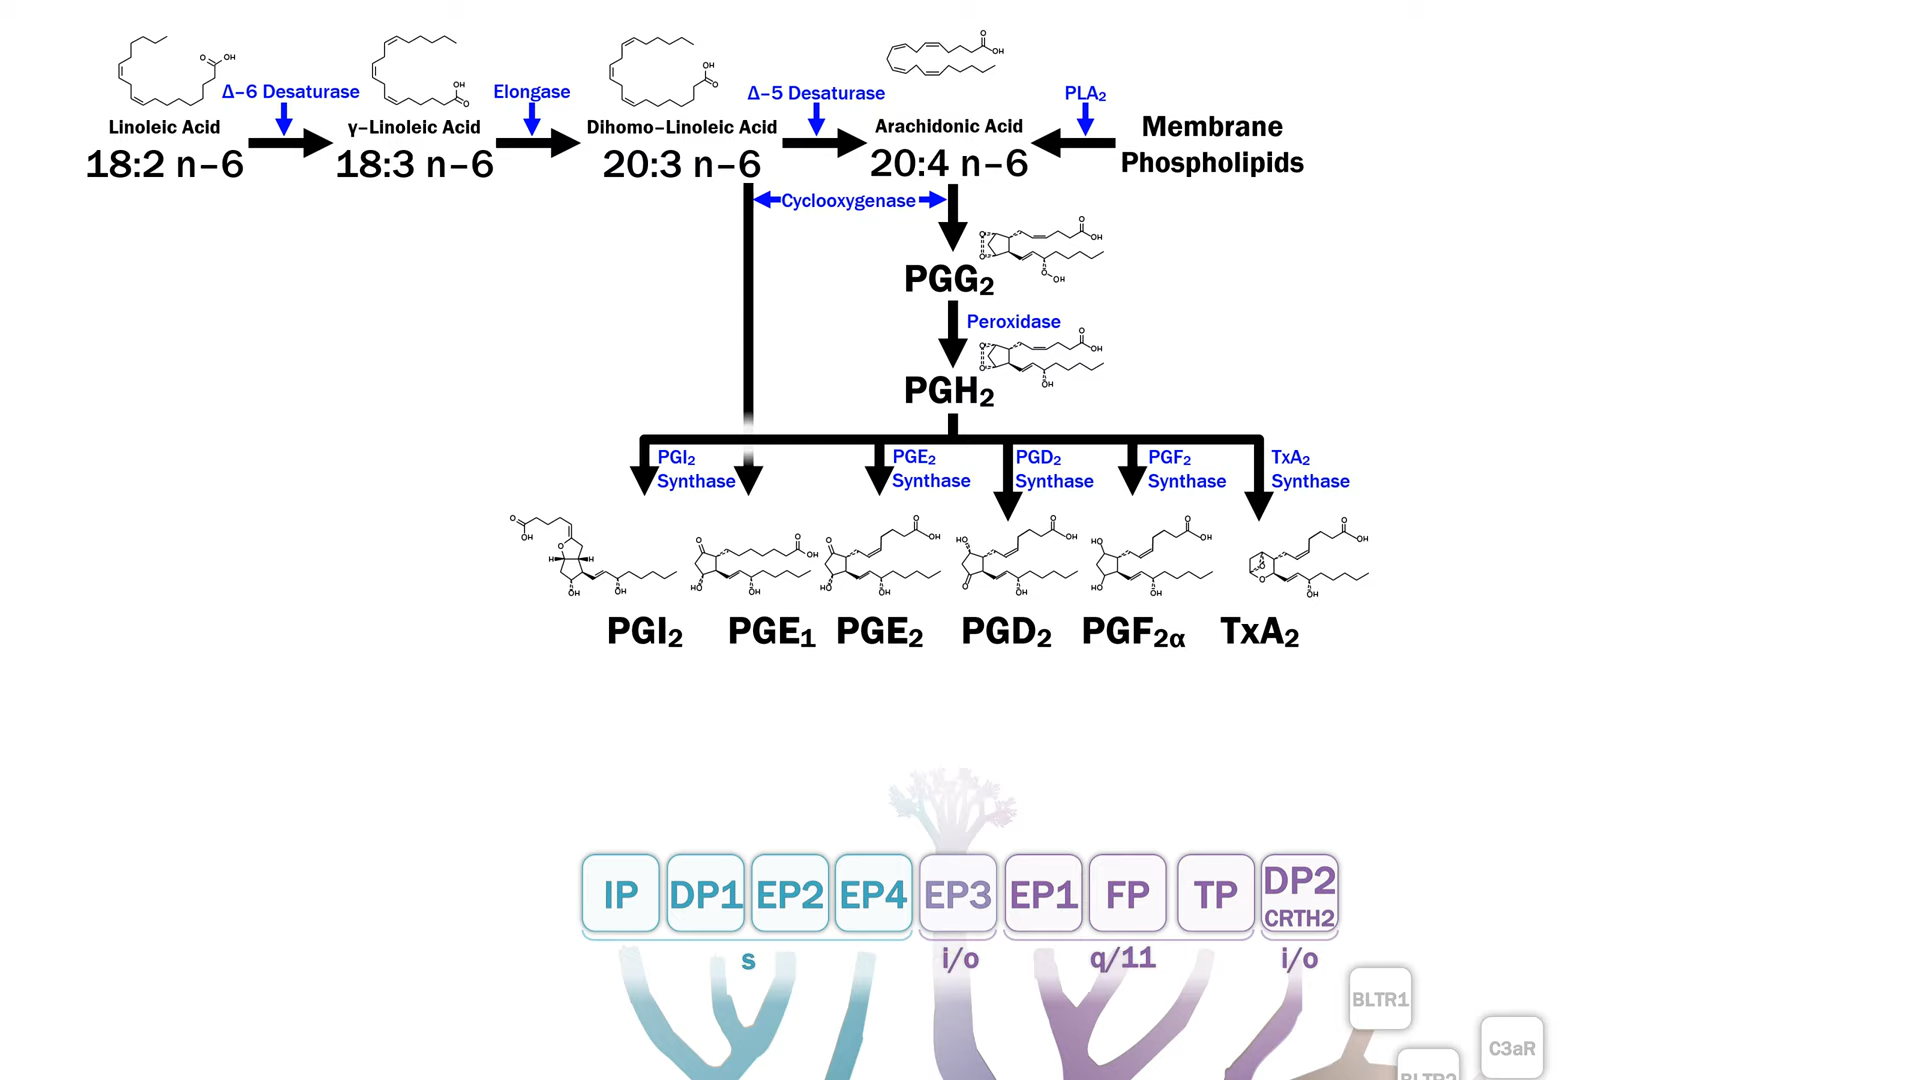 Δ–6 Desaturase
Elongase
Δ–5 Desaturase
PLA₂
Linoleic Acid
18:2 n–6
γ–Linoleic Acid
18:3 n–6
Dihomo–Linoleic Acid
20:3 n–6
Arachidonic Acid
20:4 n–6
Membrane
Phospholipids
Cyclooxygenase
PGG₂
Peroxidase
PGH₂
PGI₂
Synthase
PGE₂
Synthase
PGD₂
Synthase
PGF₂
Synthase
TxA₂
Synthase
PGI₂
PGE₁
PGE₂
PGD₂
PGF₂α
TxA₂
IP
DP1
EP2
EP4
EP3
EP1
FP
TP
DP2
CRTH2
s
i/o
q/11
i/o
BLTR1
C3aR
BLTR2